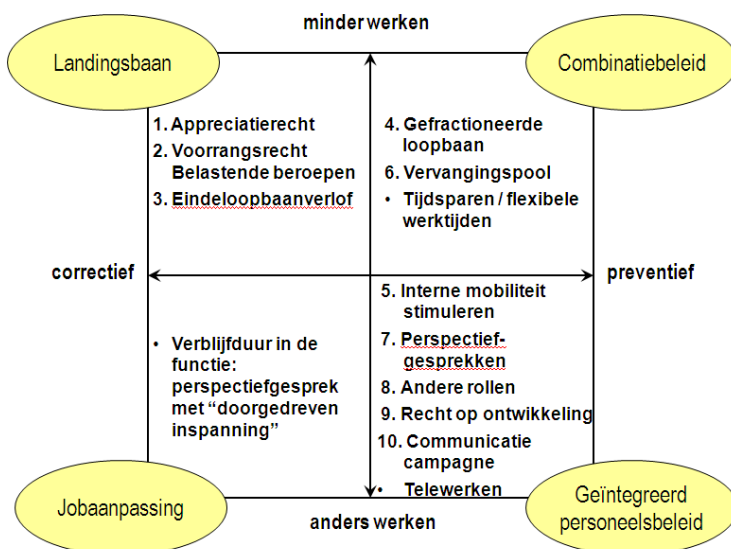 minder werken
Landingsbaan
Combinatiebeleid
1. Appreciatierecht
2. Voorrangsrecht
Belastende beroepen
3. Eindeloopbaanverlof
4. Gefractioneerde
loopbaan
6. Vervangingspool
• Tijdsparen / flexibele
werktijden
correctief
preventief
• Verblijfduur in de
functie:
perspectiefgesprek
met “doorgedreven
inspanning”
5. Interne mobiliteit
stimuleren
7. Perspectief-
gesprekken
8. Andere rollen
9. Recht op ontwikkeling
10. Communicatie
campagne
• Telewerken
Jobaanpassing
anders werken
Geïntegreerd
personeelsbeleid